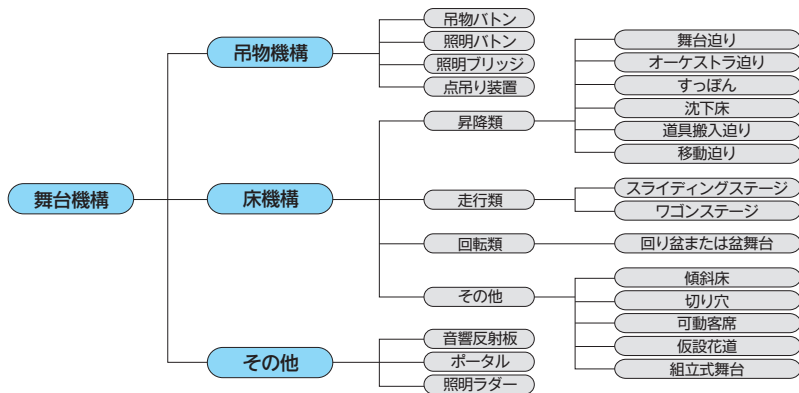 舞台機構
吊物機構
吊物バトン
照明バトン
照明ブリッジ
点吊り装置
床機構
昇降類
舞台迫り
オーケストラ迫り
すっぽん
沈下床
道具搬入迫り
移動迫り
走行類
スライディングステージ
ワゴンステージ
回転類
回り盆または盆舞台
その他
傾斜床
切り穴
可動客席
仮設花道
組立式舞台
その他
音響反射板
ポータル
照明ラダー